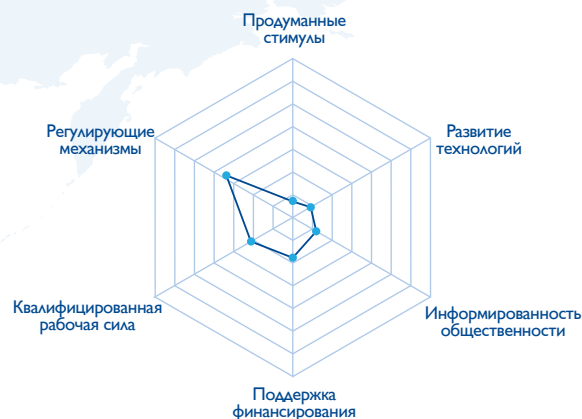 Продуманные
стимулы
Регулирующие
механизмы
Развитие
технологий
Квалифицированная
рабочая сила
Информированность
общественности
Поддержка
финансирования